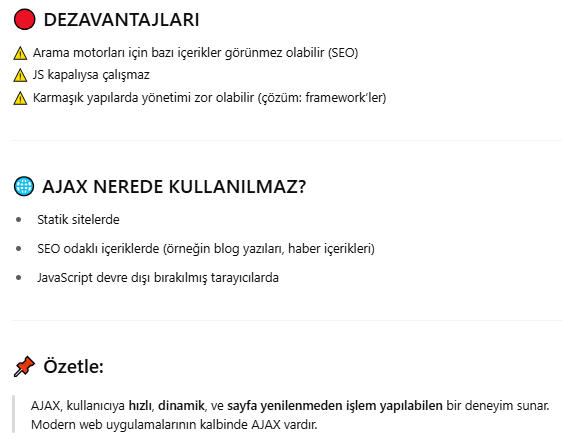 DEZAVANTAJLARI
Arama motorları için bazı içerikler görünmez olabilir (SEO)
JS kapalıysa çalışmaz
Karmaşık yapılarda yönetimi zor olabilir (çözüm: framework’ler)
AJAX NEREDE KULLANILMAZ?
Statik sitelerde
SEO odaklı içeriklerde (örneğin blog yazıları, haber içerikleri)
JavaScript devre dışı bırakılmış tarayıcılarda
Özetle:
AJAX, kullanıcıya hızlı, dinamik, ve sayfa yenilenmeden işlem yapılabilen bir deneyim sunar.
Modern web uygulamalarının kalbinde AJAX vardır.